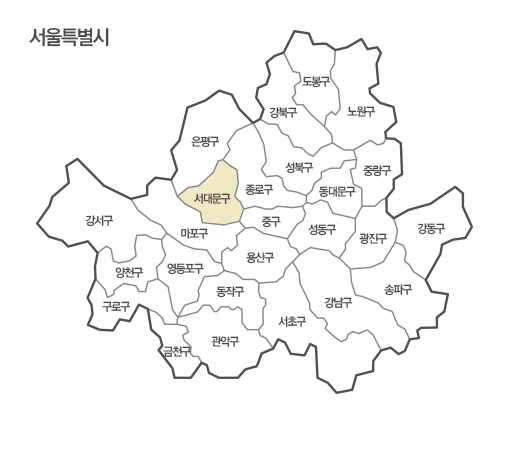 서울특별시
도봉구
강북구
노원구
은평구
성북구
중랑구
서대문구
종로구
동대문구
강서구
마포구
중구
성동구
광진구
강동구
양천구
영등포구
용산구
구로구
동작구
강남구
송파구
서초구
금천구
관악구